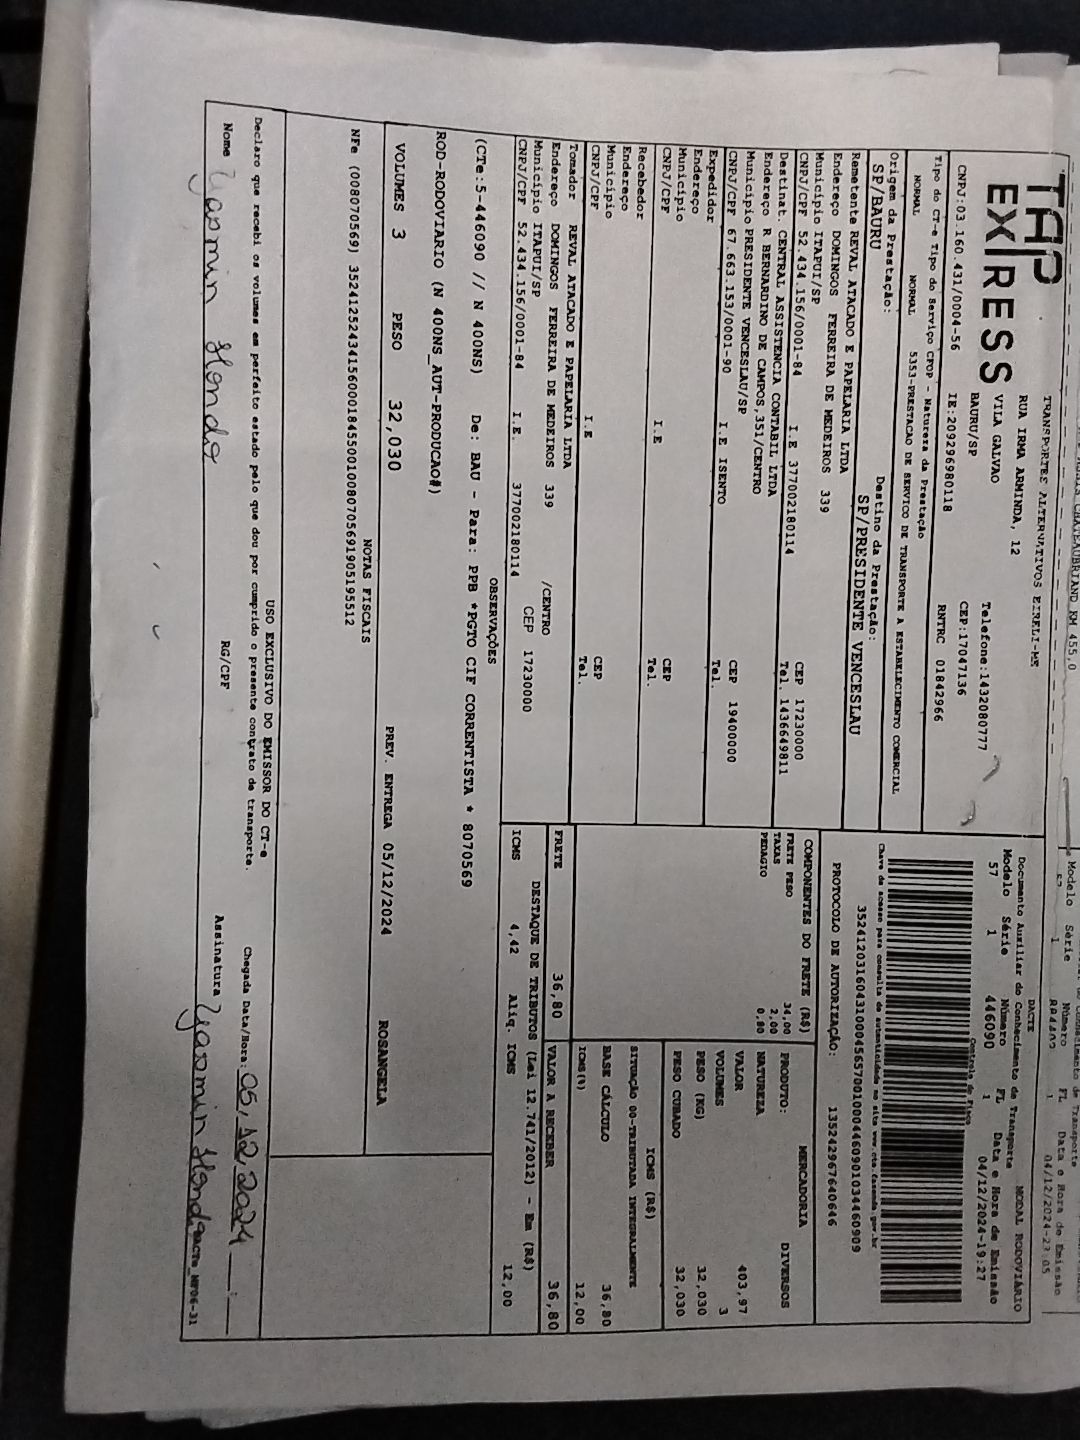 TRANSPORTES ALTERNATIVOS EIRELI-ME
TAP EXPRESS
RUA IRMA ARMINDA, 12
VILA GALVAO
BAURU/SP
Telefone:1432080777
CEP:17047136
CNPJ:03.160.431/0004-56 IE:209296980118 RNTRC 01842966
Tipo do CT-e Tipo do Serviço CFOP - Natureza da Prestação
NORMAL NORMAL 5353-PRESTACAO DE SERVICO DE TRANSPORTE A ESTABELECIMENTO COMERCIAL
Origem da Prestação: Destino da Prestação:
SP/BAURU SP/PRESIDENTE VENCESLAU
Remetente REVAL ATACADO E PAPELARIA LTDA
Endereço DOMINGOS FERREIRA DE MEDEIROS 339
Município ITAPUI/SP CEP 17230000
CNPJ/CPF 52.434.156/0001-84 I.E 377002180114 Tel. 1436649811
Destinat. CENTRAL ASSISTENCIA CONTABIL LTDA
Endereço R BERNARDINO DE CAMPOS,351/CENTRO
Município PRESIDENTE VENCESLAU/SP CEP 19400000
CNPJ/CPF 67.663.153/0001-90 I.E ISENTO Tel.
Expedidor
Endereço
Município CEP
CNPJ/CPF I.E Tel.
Recebedor
Endereço
Município CEP
CNPJ/CPF I.E Tel.
Tomador REVAL ATACADO E PAPELARIA LTDA
Endereço DOMINGOS FERREIRA DE MEDEIROS 339 /CENTRO
Município ITAPUI/SP CEP 17230000
CNPJ/CPF 52.434.156/0001-84 I.E. 377002180114
DACTE
Documento Auxiliar do Conhecimento de Transporte MODAL RODOVIÁRIO
Modelo Série Número FL Data e Hora de Emissão
57 1 446090 1 04/12/2024-19:27
Controle do Fisco
Chave de acesso para consulta de autenticidade no site www.cte.fazenda.gov.br
35241203160431000456570010004460901034460909
PROTOCOLO DE AUTORIZAÇÃO: 135242967640646
COMPONENTES DO FRETE (R$)
FRETE PESO 34,00
TAXAS 2,00
PEDAGIO 0,80
PRODUTO: MERCADORIA DIVERSOS
NATUREZA
VALOR 403,97
VOLUMES 3
PESO (KG) 32,030
PESO CUBADO 32,030
ICMS (R$)
SITUAÇÃO 00-TRIBUTADA INTEGRALMENTE
BASE CÁLCULO 36,80
ICMS(%) 12,00
FRETE 36,80 VALOR A RECEBER 36,80
DESTAQUE DE TRIBUTOS (Lei 12.741/2012) - Em (R$)
ICMS 4,42 Aliq. ICMS 12,00
OBSERVAÇÕES
(CTe:5-446090 // N 400NS) De: BAU - Para: PPB *PGTO CIF CORRENTISTA * 8070569
ROD-RODOVIARIO (N 400NS_AUT-PRODUCAO#)
VOLUMES 3 PESO 32,030 PREV. ENTREGA 05/12/2024 ROSANGELA
NOTAS FISCAIS
NFe (008070569) 35241252434156000184550010080705691905195512
USO EXCLUSIVO DO EMISSOR DO CT-e
Declaro que recebi os volumes em perfeito estado pelo que dou por cumprido o presente contrato de transporte. Chegada Data/Hora: 05/12/2024
Nome Yasmin Honda RG/CPF Assinatura Yasmin Honda